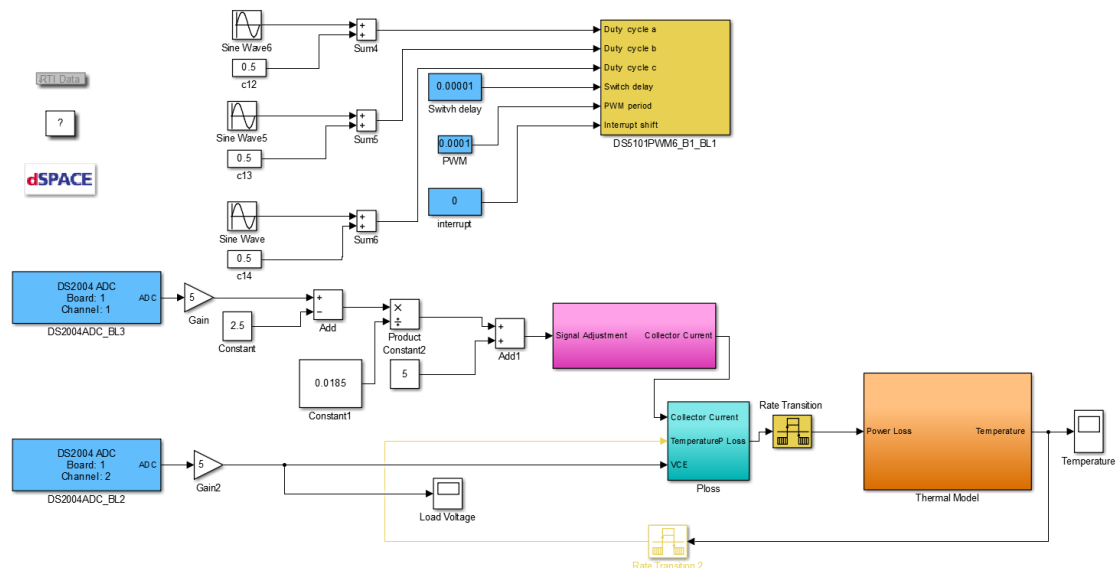 Sine Wave6
0.5
c12
Sum4
RTI Data
?
dSPACE
Sine Wave5
0.5
c13
Sum5
Sine Wave
0.5
c14
Sum6
0.00001
Switvh delay
0.0001
PWM
0
interrupt
Duty cycle a
Duty cycle b
Duty cycle c
Switch delay
PWM period
Interrupt shift
DS5101PWM6_B1_BL1
DS2004 ADC
Board: 1
Channel: 1
ADC
DS2004ADC_BL3
5
Gain
2.5
Constant
Add
Product
Constant2
0.0185
Constant1
5
Add1
Signal Adjustment
Collector Current
Collector Current
TemperatureP Loss
VCE
Ploss
Rate Transition
Power Loss
Temperature
Thermal Model
Temperature
DS2004 ADC
Board: 1
Channel: 2
ADC
DS2004ADC_BL2
5
Gain2
Load Voltage
Rate Transition 2